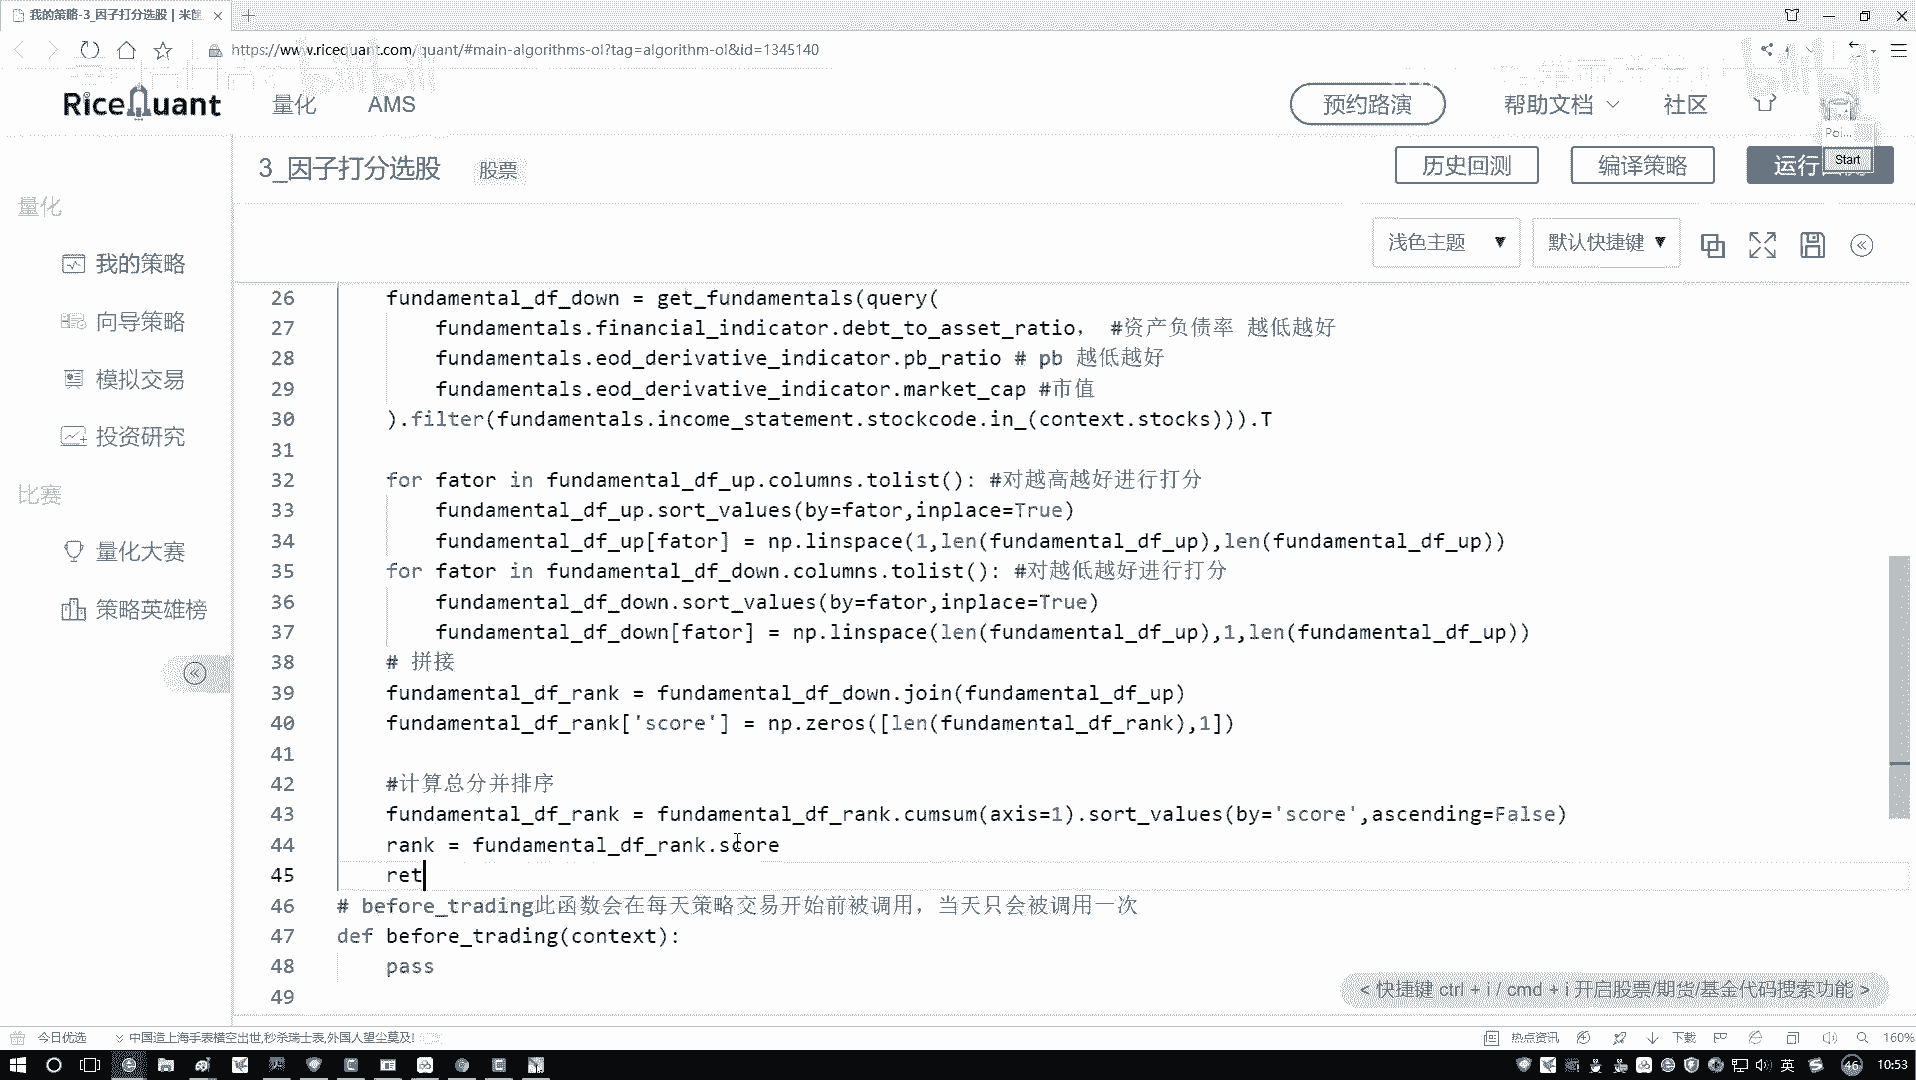 我的策略-3_因子打分选股 | 米筐
https://www.ricequant.com/quant/#main-algorithms-ol?tag=algorithm-ol&id=1345140
bilibili
RiceQuant
量化
AMS
预约路演
帮助文档
社区
Poi...
Start
3_因子打分选股
股票
历史回测
编译策略
运行
量化
我的策略
向导策略
模拟交易
投资研究
比赛
量化大赛
策略英雄榜
浅色主题
默认快捷键
26 fundamental_df_down = get_fundamentals(query(
27 fundamentals.financial_indicator.debt_to_asset_ratio， #资产负债率 越低越好
28 fundamentals.eod_derivative_indicator.pb_ratio # pb 越低越好
29 fundamentals.eod_derivative_indicator.market_cap #市值
30 ).filter(fundamentals.income_statement.stockcode.in_(context.stocks))).T
31
32 for fator in fundamental_df_up.columns.tolist(): #对越高越好进行打分
33 fundamental_df_up.sort_values(by=fator,inplace=True)
34 fundamental_df_up[fator] = np.linspace(1,len(fundamental_df_up),len(fundamental_df_up))
35 for fator in fundamental_df_down.columns.tolist(): #对越低越好进行打分
36 fundamental_df_down.sort_values(by=fator,inplace=True)
37 fundamental_df_down[fator] = np.linspace(len(fundamental_df_up),1,len(fundamental_df_up))
38 # 拼接
39 fundamental_df_rank = fundamental_df_down.join(fundamental_df_up)
40 fundamental_df_rank['score'] = np.zeros([len(fundamental_df_rank),1])
41
42 #计算总分并排序
43 fundamental_df_rank = fundamental_df_rank.cumsum(axis=1).sort_values(by='score',ascending=False)
44 rank = fundamental_df_rank.score
45 ret
46 # before_trading此函数会在每天策略交易开始前被调用，当天只会被调用一次
47 def before_trading(context):
48 pass
49
< 快捷键 ctrl + i / cmd + i 开启股票/期货/基金代码搜索功能 >
今日优选
中国造上海手表横空出世,秒杀瑞士表,外国人望尘莫及!
热点资讯
下载
160%
英
46
10:53